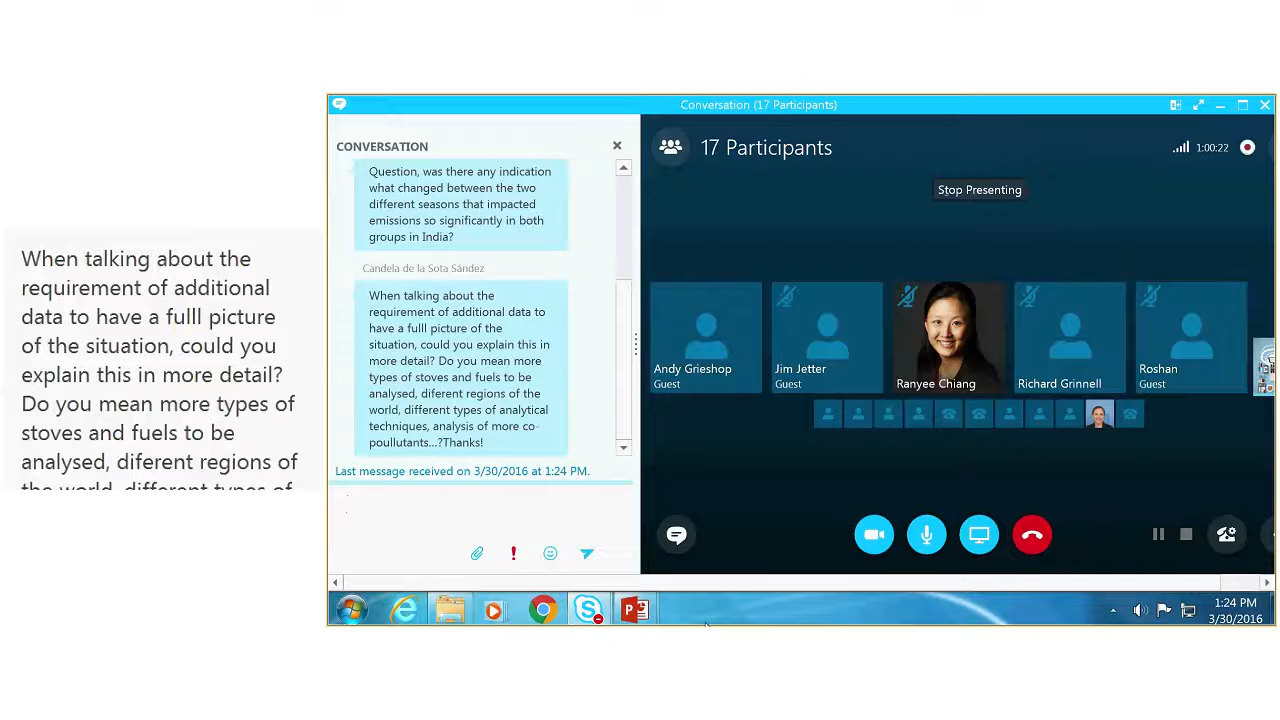 When talking about the
requirement of additional
data to have a fulll picture
of the situation, could you
explain this in more detail?
Do you mean more types of
stoves and fuels to be
analysed, diferent regions of
the world, different types of
Conversation (17 Participants)
CONVERSATION
Question, was there any indication
what changed between the two
different seasons that impacted
emissions so significantly in both
groups in India?
Candela de la Sota Sández
When talking about the
requirement of additional data to
have a fulll picture of the
situation, could you explain this in
more detail? Do you mean more
types of stoves and fuels to be
analysed, diferent regions of the
world, different types of analytical
techniques, analysis of more co-
poullutants...?Thanks!
Last message received on 3/30/2016 at 1:24 PM.
17 Participants
1:00:22
Stop Presenting
Andy Grieshop
Guest
Jim Jetter
Guest
Ranyee Chiang
Richard Grinnell
Roshan
Guest
1:24 PM
3/30/2016